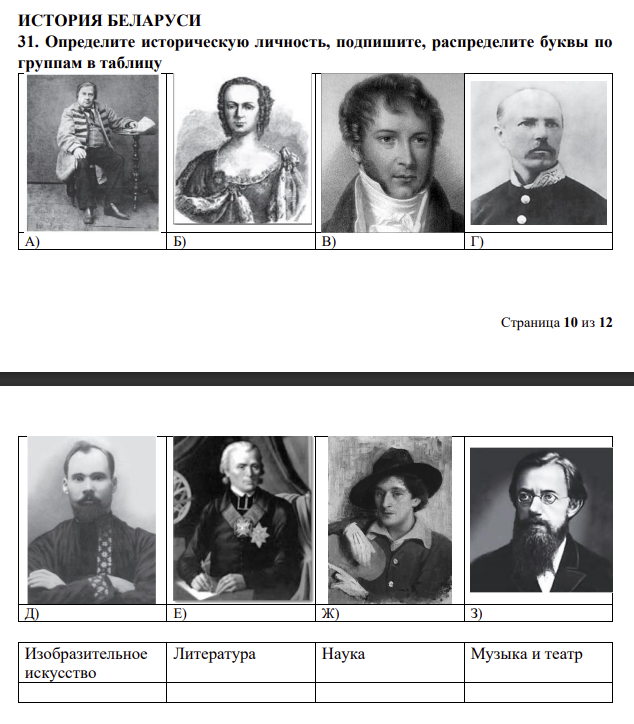 ИСТОРИЯ БЕЛАРУСИ
31. Определите историческую личность, подпишите, распределите буквы по
группам в таблицу
А) Б) В) Г)
Страница 10 из 12
Д) Е) Ж) З)
Изобразительное искусство Литература Наука Музыка и театр